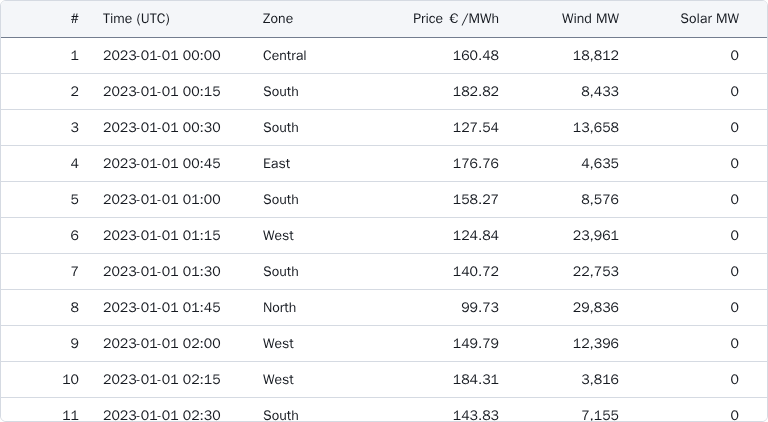 # Time (UTC) Zone Price €/MWh Wind MW Solar MW
1 2023-01-01 00:00 Central 160.48 18,812 0
2 2023-01-01 00:15 South 182.82 8,433 0
3 2023-01-01 00:30 South 127.54 13,658 0
4 2023-01-01 00:45 East 176.76 4,635 0
5 2023-01-01 01:00 South 158.27 8,576 0
6 2023-01-01 01:15 West 124.84 23,961 0
7 2023-01-01 01:30 South 140.72 22,753 0
8 2023-01-01 01:45 North 99.73 29,836 0
9 2023-01-01 02:00 West 149.79 12,396 0
10 2023-01-01 02:15 West 184.31 3,816 0
11 2023-01-01 02:30 South 143.83 7,155 0